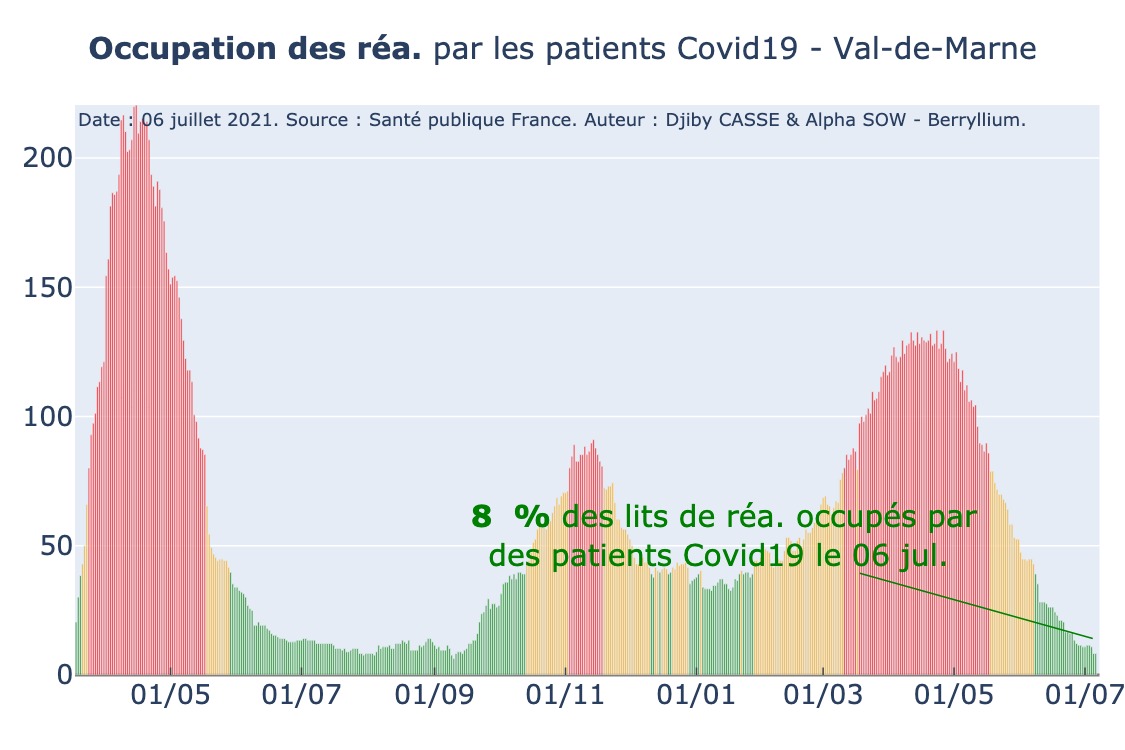 Occupation des réa. par les patients Covid19 - Val-de-Marne
Date : 06 juillet 2021. Source : Santé publique France. Auteur : Djiby CASSE & Alpha SOW - Berryllium.
200
150
100
50
0
8 % des lits de réa. occupés par
des patients Covid19 le 06 jul.
01/05 01/07 01/09 01/11 01/01 01/03 01/05 01/07